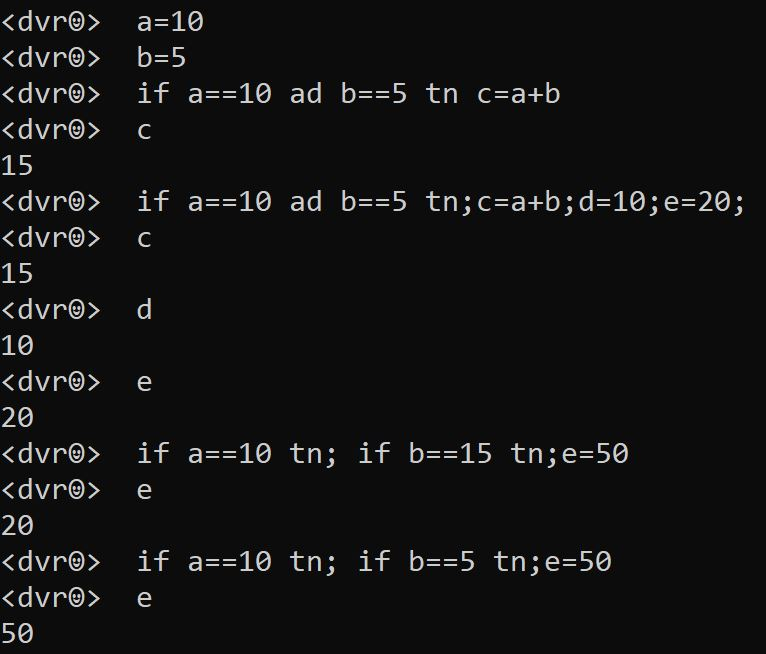 <dvr☺>  a=10
<dvr☺>  b=5
<dvr☺>  if a==10 ad b==5 tn c=a+b
<dvr☺>  c
15
<dvr☺>  if a==10 ad b==5 tn;c=a+b;d=10;e=20;
<dvr☺>  c
15
<dvr☺>  d
10
<dvr☺>  e
20
<dvr☺>  if a==10 tn; if b==15 tn;e=50
<dvr☺>  e
20
<dvr☺>  if a==10 tn; if b==5 tn;e=50
<dvr☺>  e
50